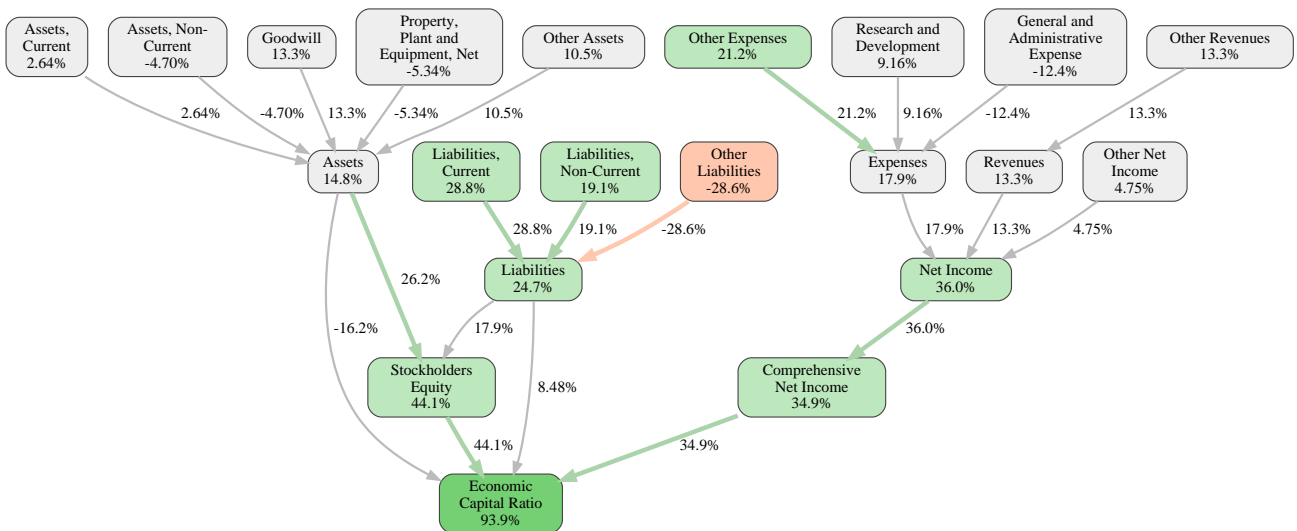 Assets,
Current
2.64%
Assets, Non-
Current
-4.70%
Goodwill
13.3%
Property,
Plant and
Equipment, Net
-5.34%
Other Assets
10.5%
Other Expenses
21.2%
Research and
Development
9.16%
General and
Administrative
Expense
-12.4%
Other Revenues
13.3%
2.64%
-4.70%
13.3%
-5.34%
10.5%
21.2%
9.16%
-12.4%
13.3%
Assets
14.8%
Liabilities,
Current
28.8%
Liabilities,
Non-Current
19.1%
Other
Liabilities
-28.6%
Expenses
17.9%
Revenues
13.3%
Other Net
Income
4.75%
28.8%
19.1%
-28.6%
17.9%
13.3%
4.75%
Liabilities
24.7%
Net Income
36.0%
26.2%
-16.2%
17.9%
36.0%
Stockholders
Equity
44.1%
8.48%
Comprehensive
Net Income
34.9%
44.1%
34.9%
Economic
Capital Ratio
93.9%